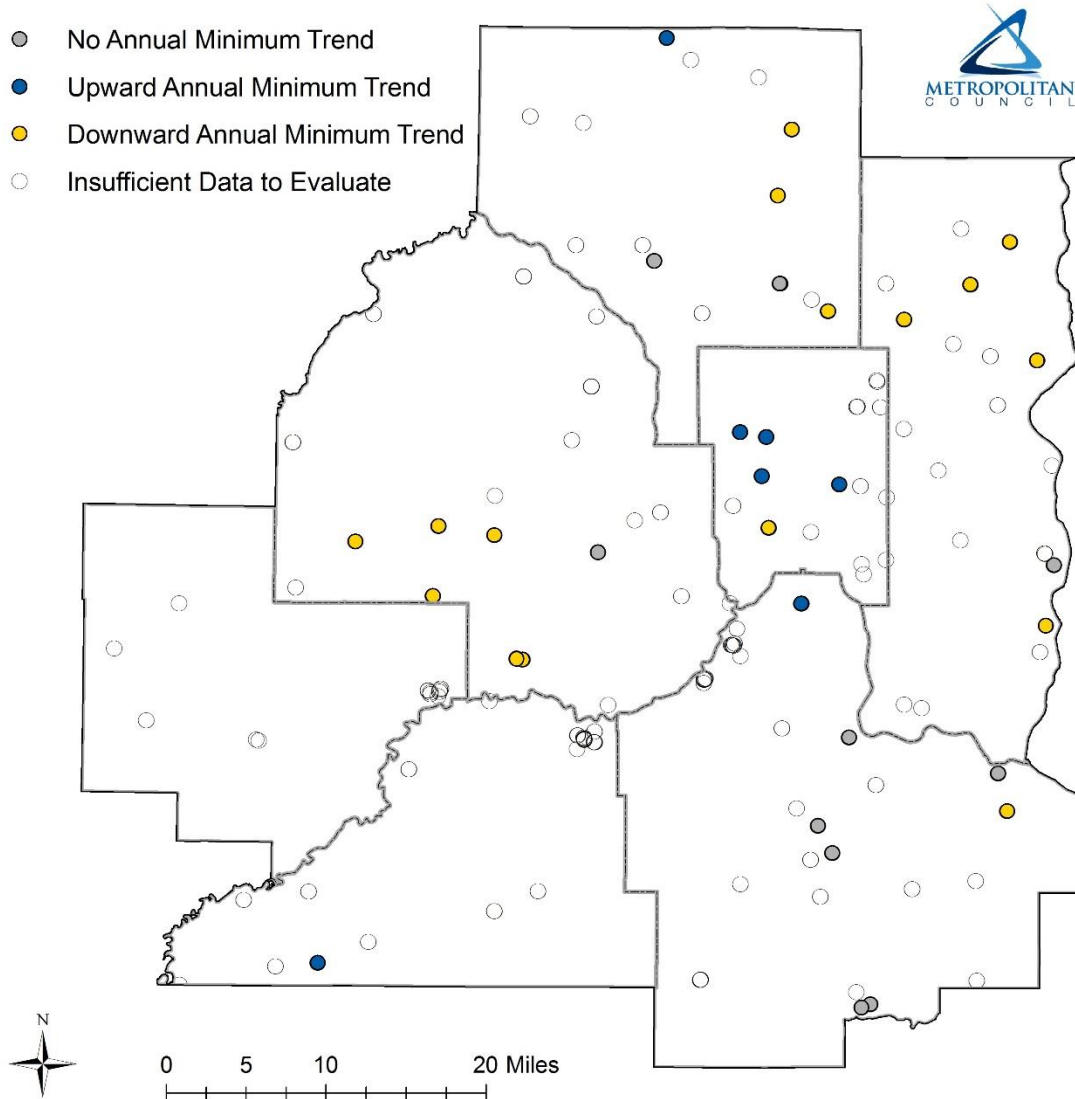 No Annual Minimum Trend
Upward Annual Minimum Trend
Downward Annual Minimum Trend
Insufficient Data to Evaluate
METROPOLITAN
COUNCIL
N
0 5 10 20 Miles